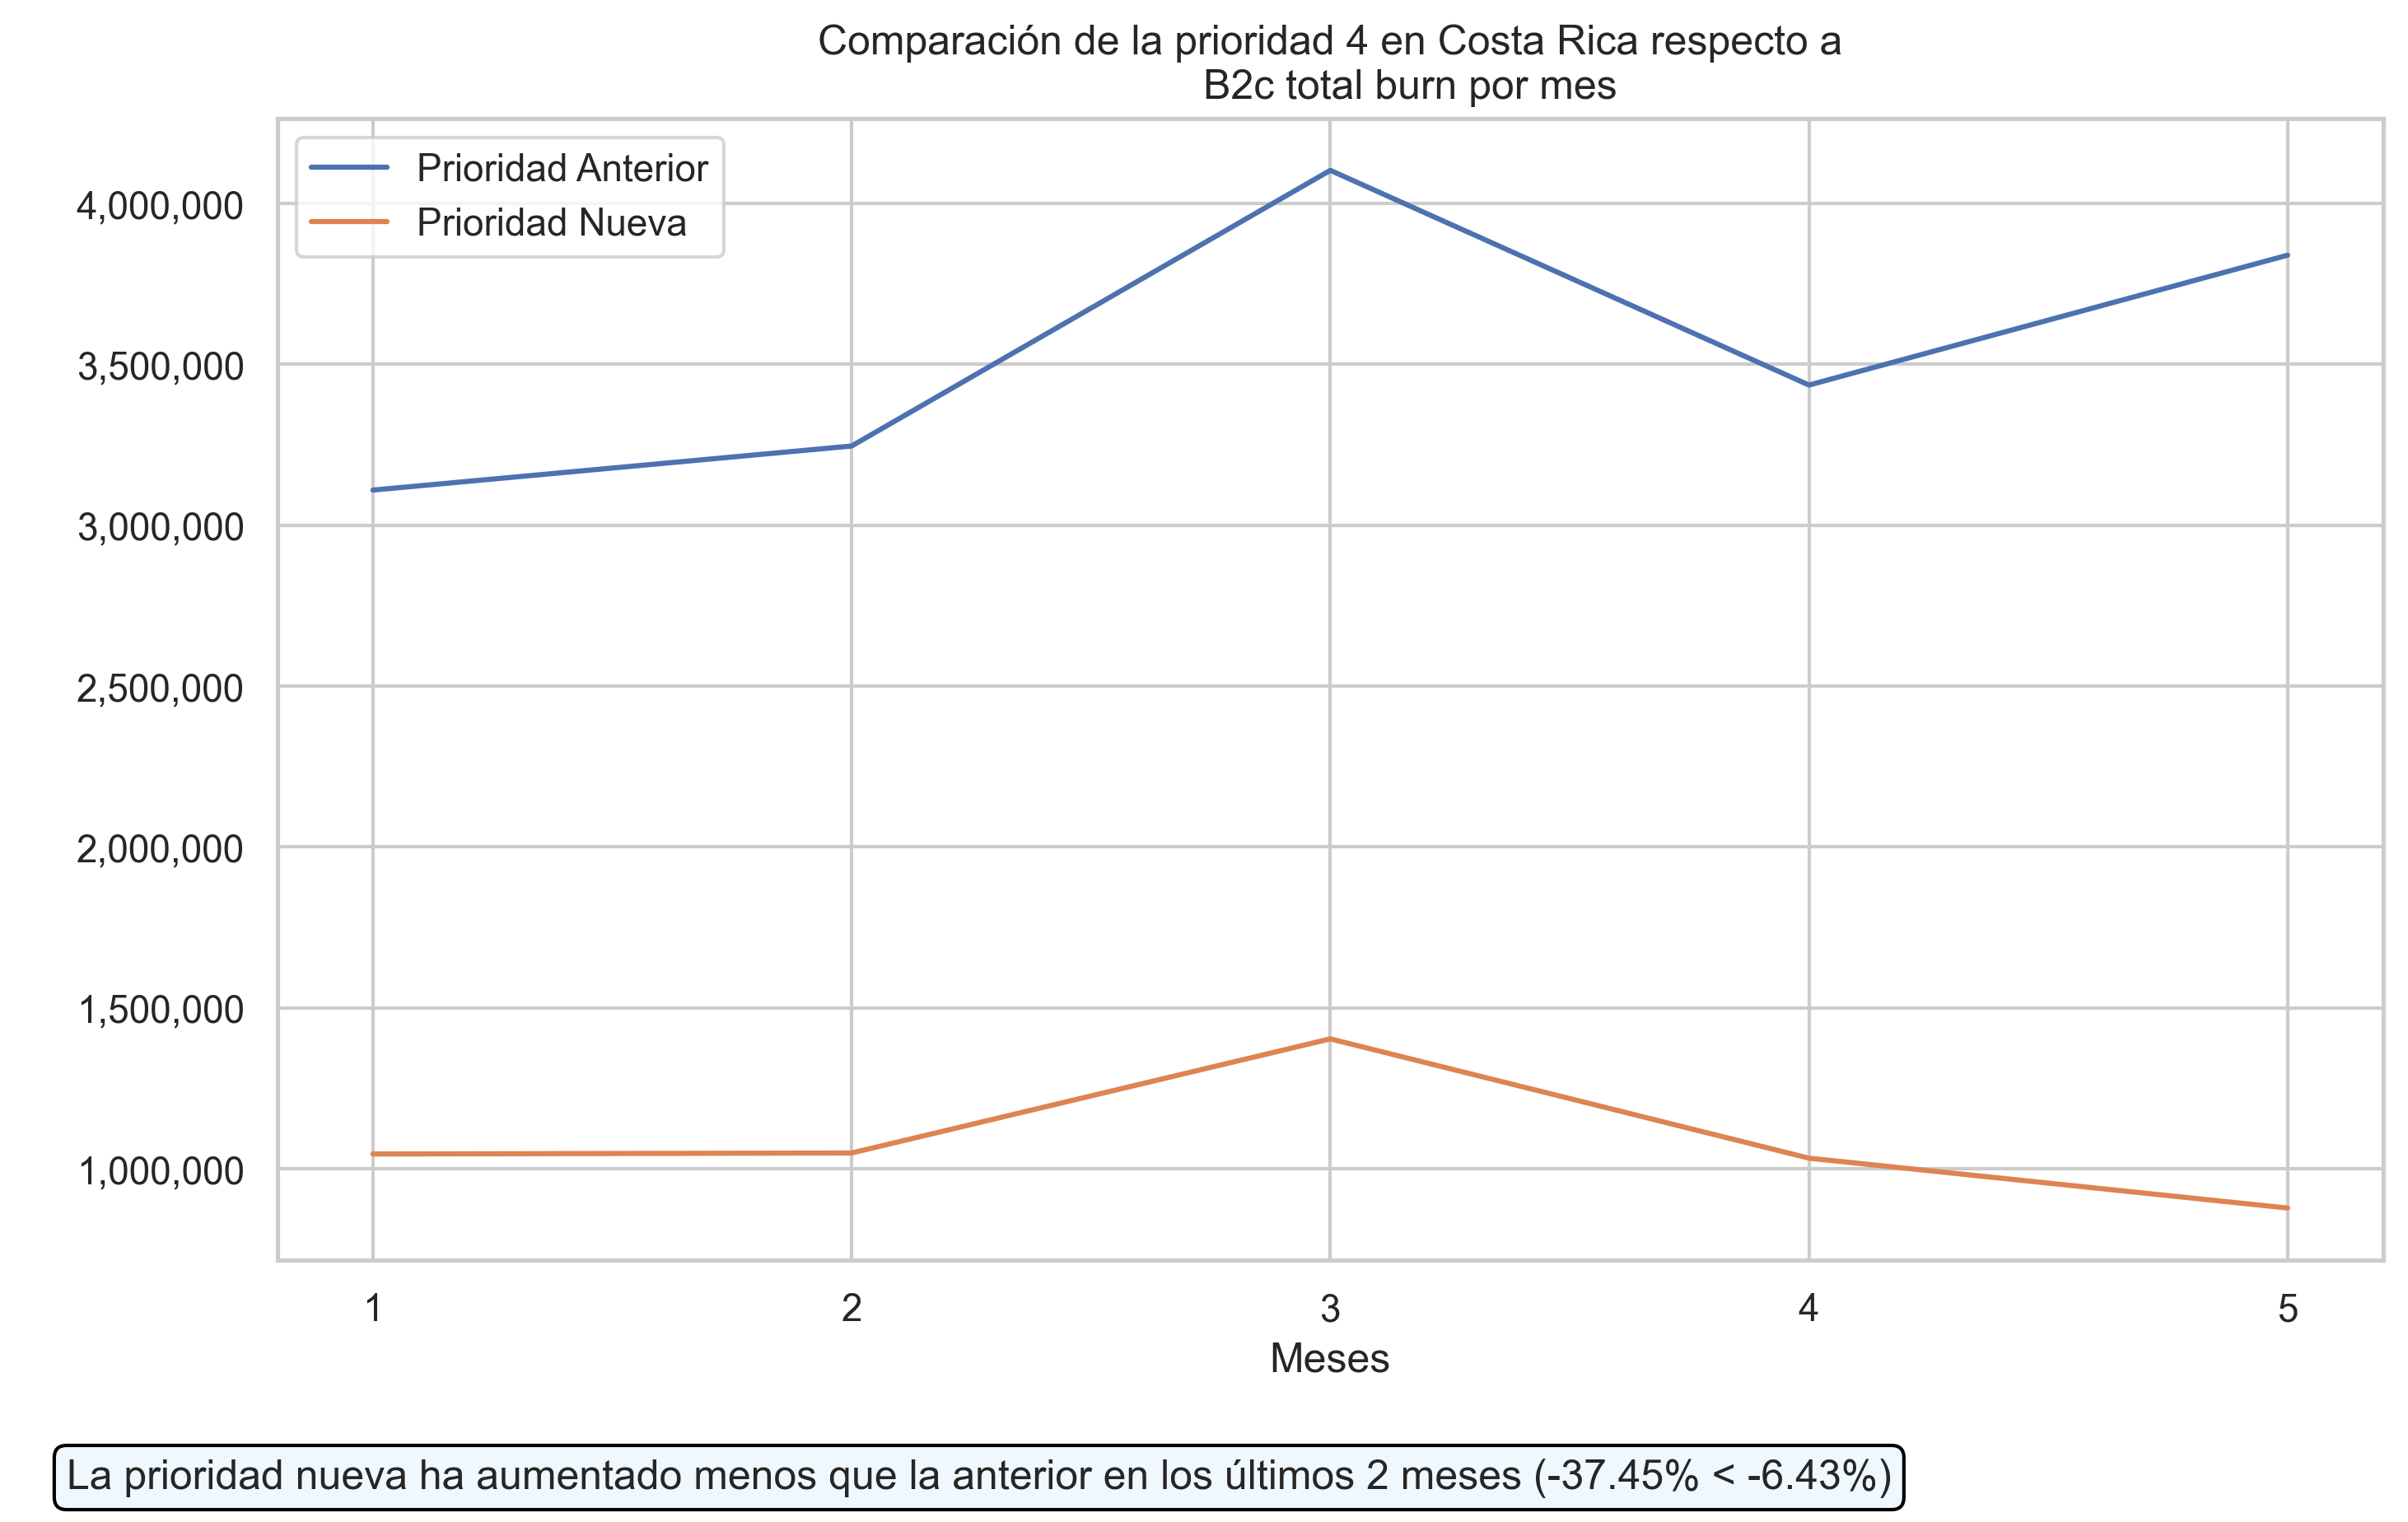 Comparación de la prioridad 4 en Costa Rica respecto a
B2c total burn por mes
Prioridad Anterior
Prioridad Nueva
4,000,000
3,500,000
3,000,000
2,500,000
2,000,000
1,500,000
1,000,000
1 2 3 4 5
Meses
La prioridad nueva ha aumentado menos que la anterior en los últimos 2 meses (-37.45% < -6.43%)